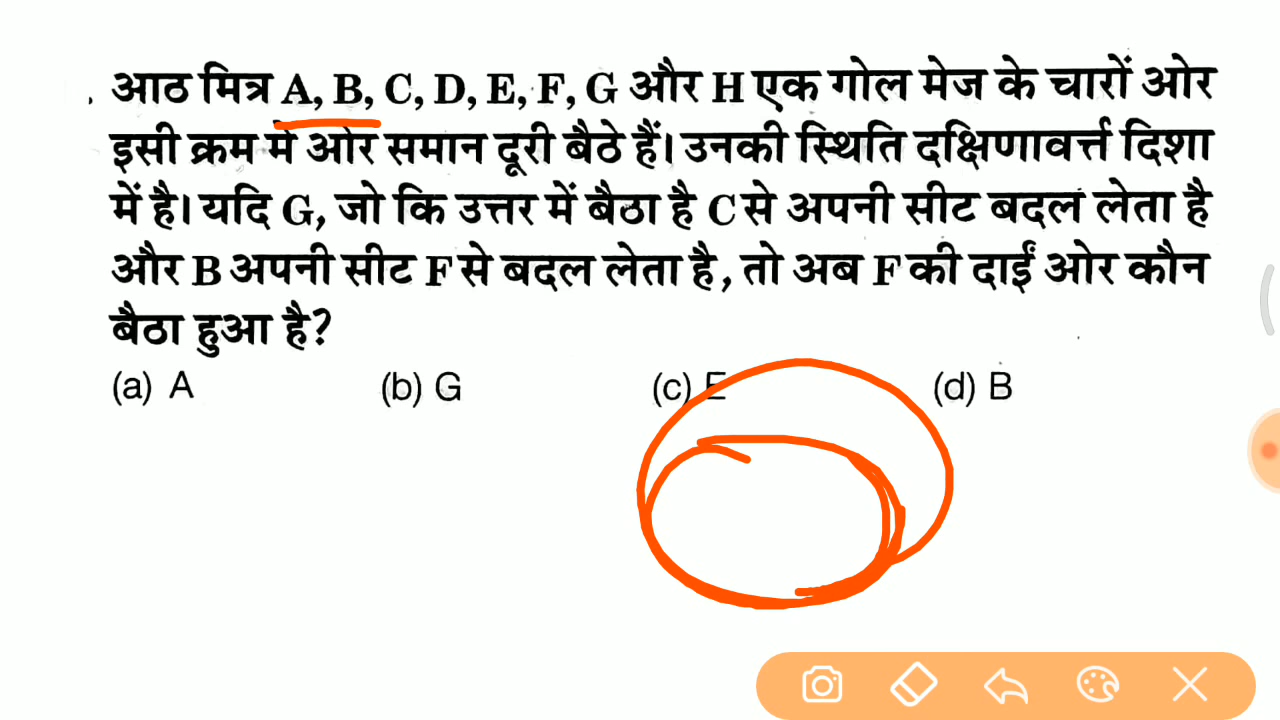 आठ मित्र A, B, C, D, E, F, G और H एक गोल मेज के चारों ओर
इसी क्रम में ओर समान दूरी बैठे हैं। उनकी स्थिति दक्षिणावर्त्त दिशा
में है। यदि G, जो कि उत्तर में बैठा है C से अपनी सीट बदल लेता है
और B अपनी सीट F से बदल लेता है, तो अब F की दाईं ओर कौन
बैठा हुआ है?
(a) A (b) G (c) E (d) B